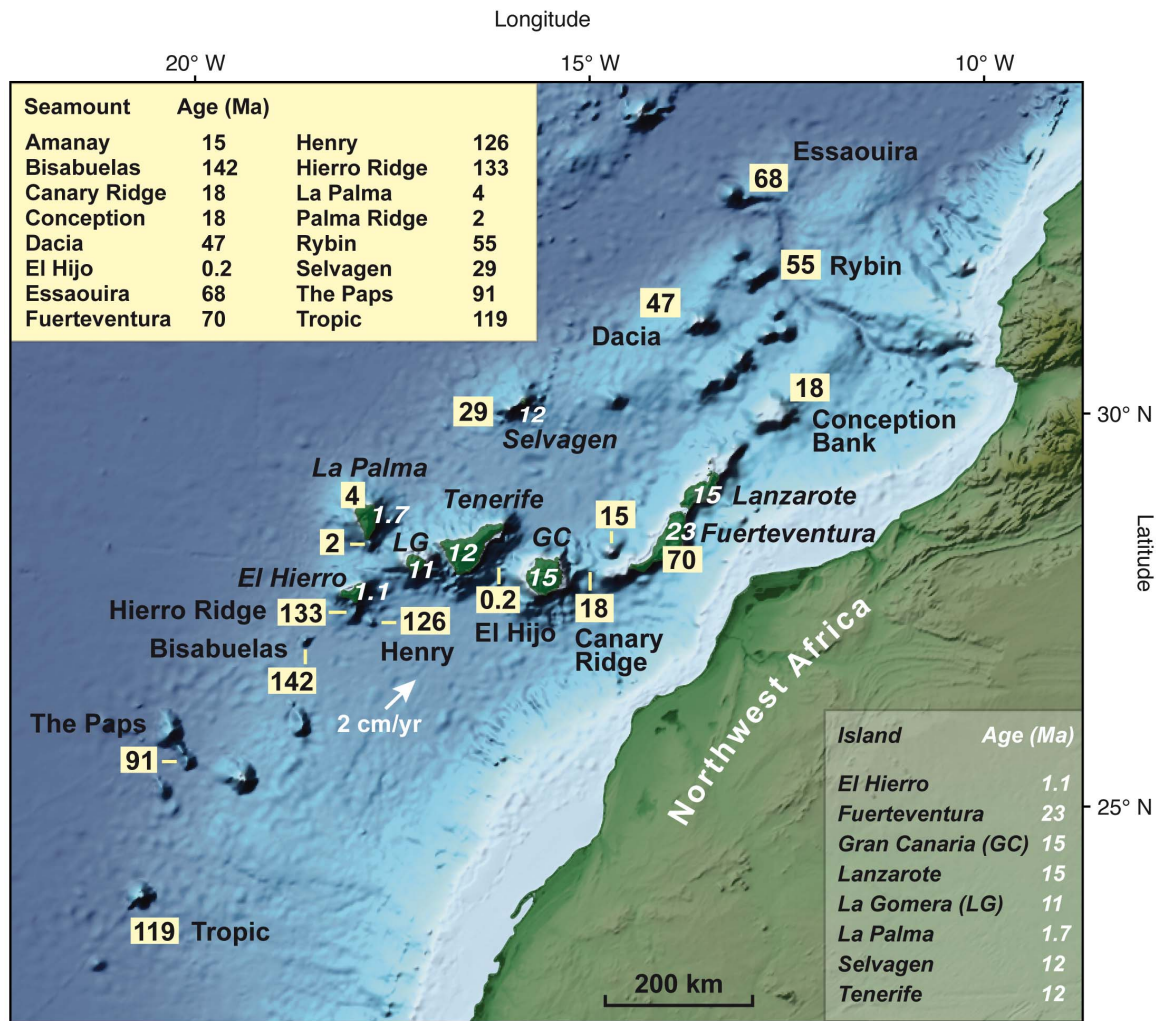 Longitude
20° W 15° W 10° W
Seamount Age (Ma)
Amanay 15 Henry 126
Bisabuelas 142 Hierro Ridge 133
Canary Ridge 18 La Palma 4
Conception 18 Palma Ridge 2
Dacia 47 Rybin 55
El Hijo 0.2 Selvagen 29
Essaouira 68 The Paps 91
Fuerteventura 70 Tropic 119
Essaouira
68
55 Rybin
47
Dacia
18
Conception
Bank
29 12
Selvagen
30° N
La Palma
4
1.7
2
Tenerife
12
LG
11
GC
15
15
15 Lanzarote
23 Fuerteventura
70
El Hierro
1.1
Hierro Ridge 133
126
Henry
0.2
El Hijo
18
Canary
Ridge
Bisabuelas
142
2 cm/yr
The Paps
91
119 Tropic
Northwest Africa
Latitude
25° N
Island Age (Ma)
El Hierro 1.1
Fuerteventura 23
Gran Canaria (GC) 15
Lanzarote 15
La Gomera (LG) 11
La Palma 1.7
Selvagen 12
Tenerife 12
200 km